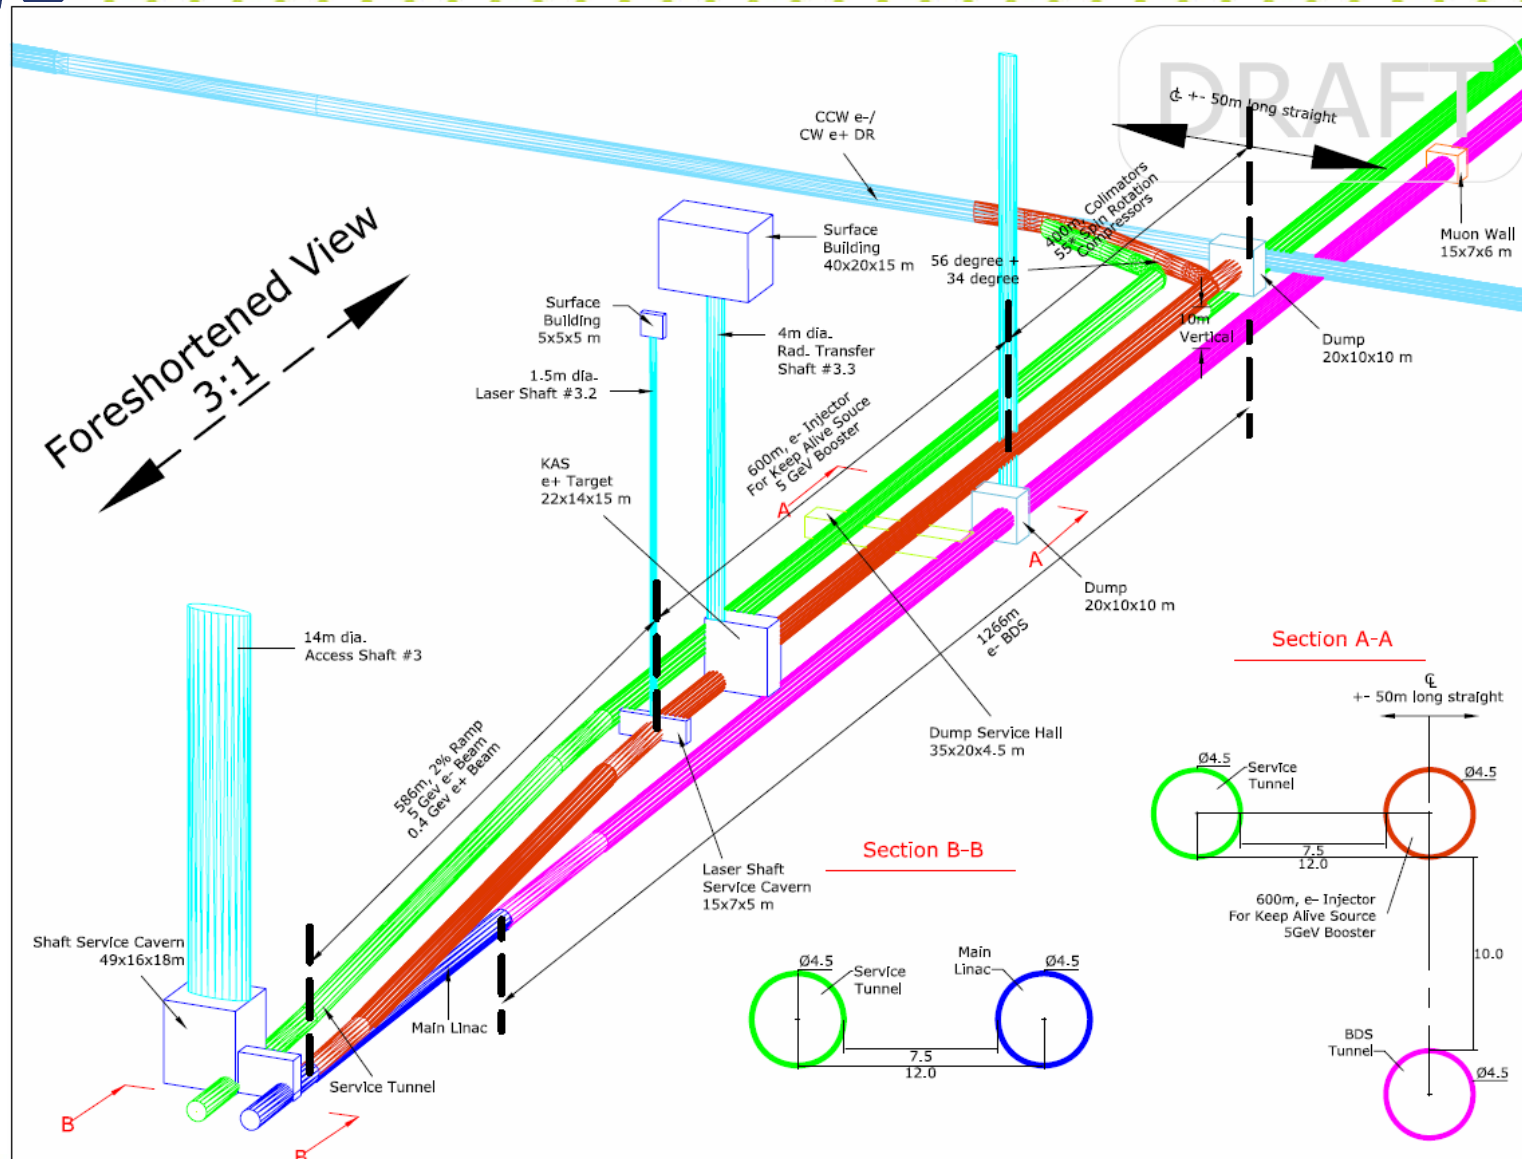 DRAFT
℄ +- 50m long straight
CCW e-/
CW e+ DR
400m, Colimators
55* Spin Rotation
Compressors
Muon Wall
15x7x6 m
Foreshortened View
3:1
Surface
Building
40x20x15 m
56 degree +
34 degree
Surface
Building
5x5x5 m
4m dia.
Rad. Transfer
Shaft #3.3
10m
Vertical
Dump
20x10x10 m
1.5m dia.
Laser Shaft #3.2
600m, e- Injector
For Keep Alive Souce
5 GeV Booster
KAS
e+ Target
22x14x15 m
A
A
Dump
20x10x10 m
1266m
e- BDS
14m dia.
Access Shaft #3
Section A-A
℄
+- 50m long straight
Dump Service Hall
35x20x4.5 m
586m, 2% Ramp
5 Gev e- Beam
0.4 Gev e+ Beam
Ø4.5
Service
Tunnel
Ø4.5
7.5
12.0
Section B-B
Laser Shaft
Service Cavern
15x7x5 m
600m, e- Injector
For Keep Alive Source
5GeV Booster
10.0
Shaft Service Cavern
49x16x18m
Ø4.5
Service
Tunnel
Main
Linac
Ø4.5
7.5
12.0
Main Linac
Service Tunnel
BDS
Tunnel
Ø4.5
B
B